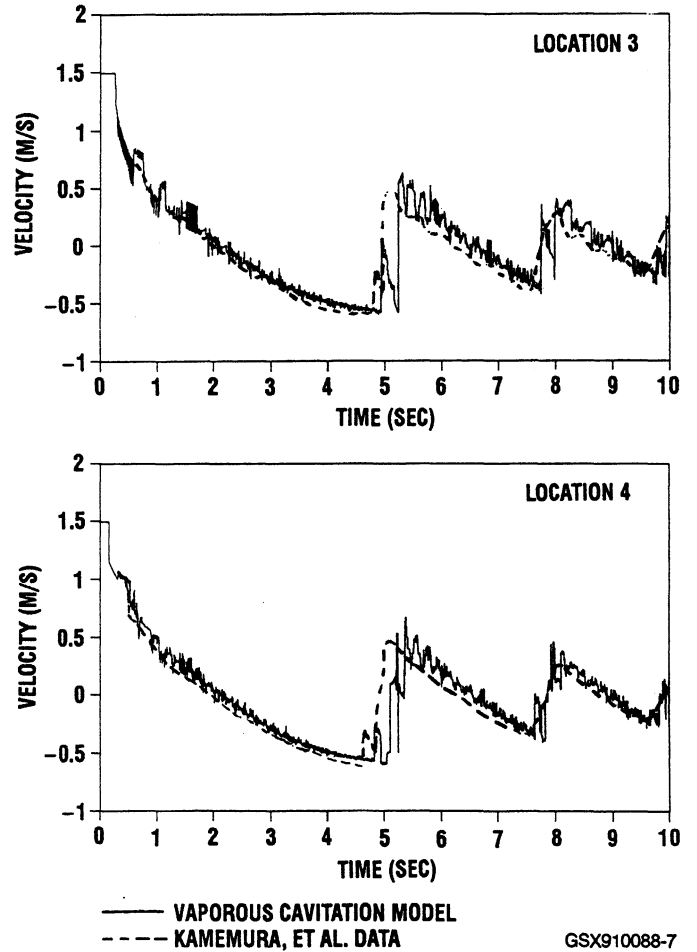 LOCATION 3
2
1.5
1
0.5
0
−0.5
−1
VELOCITY (M/S)
0 1 2 3 4 5 6 7 8 9 10
TIME (SEC)
LOCATION 4
2
1.5
1
0.5
0
−0.5
−1
VELOCITY (M/S)
0 1 2 3 4 5 6 7 8 9 10
TIME (SEC)
VAPOROUS CAVITATION MODEL
KAMEMURA, ET AL. DATA
GSX910088-7